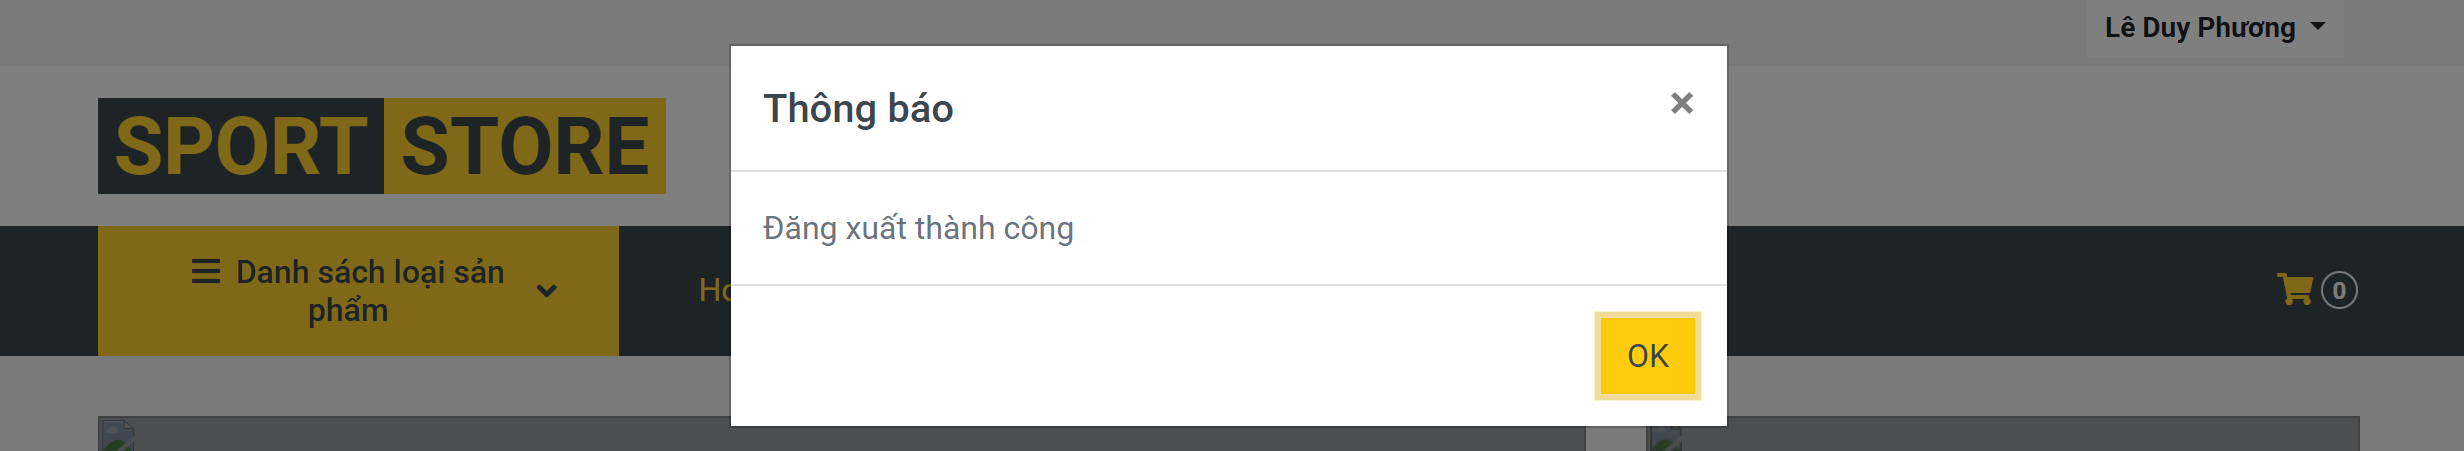 Lê Duy Phương
Thông báo
×
SPORT STORE
Đăng xuất thành công
Danh sách loại sản
phẩm
0
OK